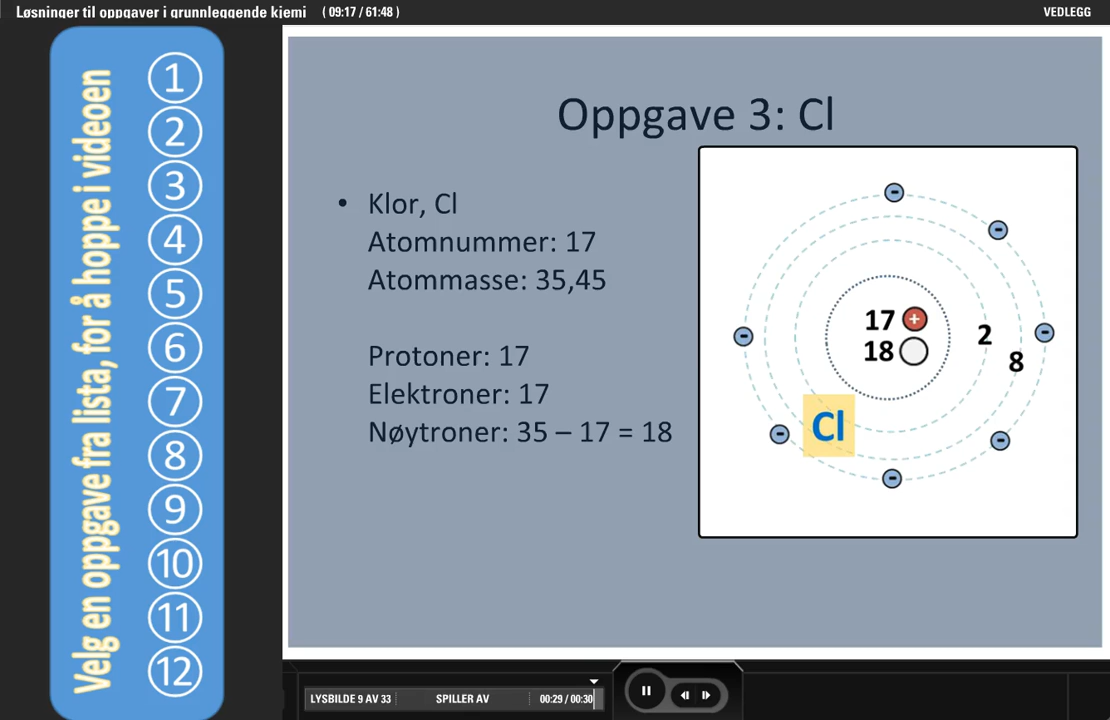 Løsninger til oppgaver i grunnleggende kjemi ( 09:17 / 61:48 )
VEDLEGG
Velg en oppgave fra lista, for å hoppe i videoen
1
2
3
4
5
6
7
8
9
10
11
12
Oppgave 3: Cl
• Klor, Cl
Atomnummer: 17
Atommasse: 35,45
Protoner: 17
Elektroner: 17
Nøytroner: 35 – 17 = 18
17 +
18
2
8
Cl
-
-
-
-
-
-
-
LYSBILDE 9 AV 33
SPILLER AV
00:29 / 00:30